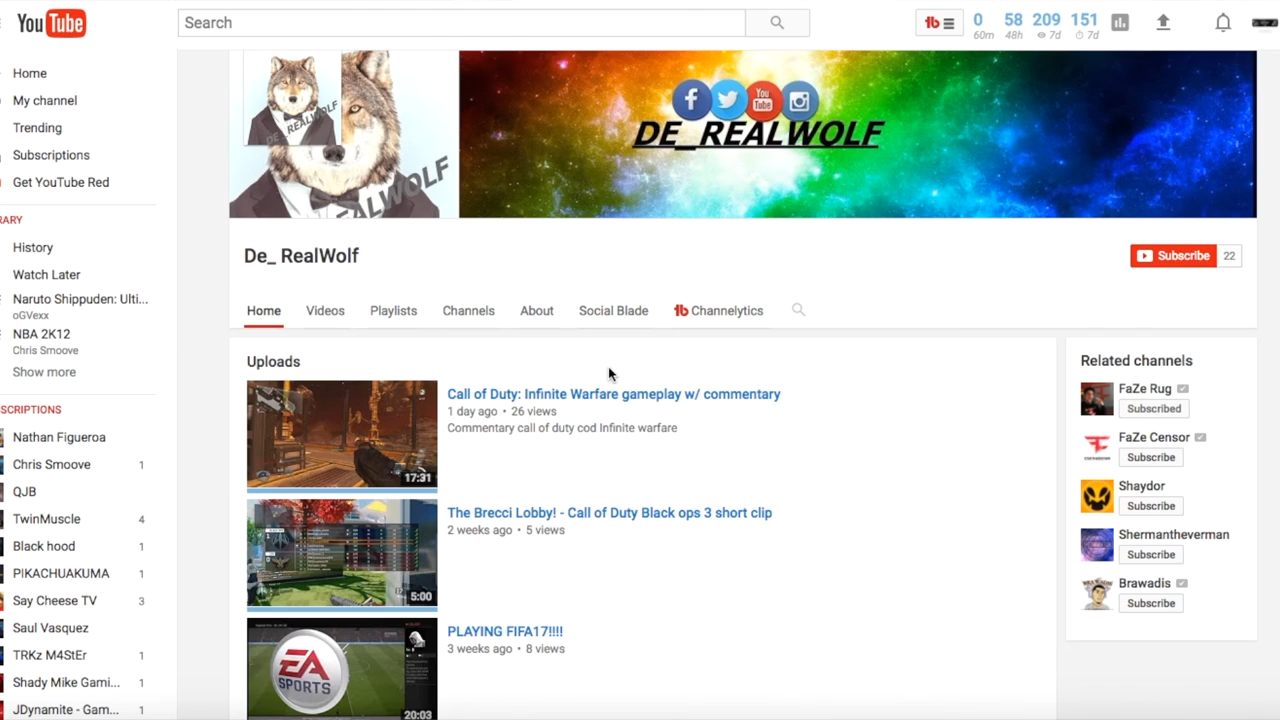 YouTube
Search
tb
0 58 209 151
60m 48h 7d 7d
Home
My channel
Trending
Subscriptions
Get YouTube Red
RARY
History
Watch Later
Naruto Shippuden: Ulti...
oGVexx
NBA 2K12
Chris Smoove
Show more
SCRIPTIONS
Nathan Figueroa
Chris Smoove 1
QJB
TwinMuscle 4
Black hood 1
PIKACHUAKUMA 1
Say Cheese TV 3
Saul Vasquez
TRKz M4StEr 1
Shady Mike Gami... 1
JDynamite - Gam... 1
DE_REALWOLF
EALWOLF
f
You Tube
DE_REALWOLF
De_ RealWolf
Subscribe 22
Home Videos Playlists Channels About Social Blade tb Channelytics
Uploads
17:31
Call of Duty: Infinite Warfare gameplay w/ commentary
1 day ago • 26 views
Commentary call of duty cod Infinite warfare
5:00
The Brecci Lobby! - Call of Duty Black ops 3 short clip
2 weeks ago • 5 views
EA
SPORTS
20:03
PLAYING FIFA17!!!!
3 weeks ago • 8 views
Related channels
FaZe Rug
Subscribed
FaZe Censor
Subscribe
Shaydor
Subscribe
Shermantheverman
Subscribe
Brawadis
Subscribe